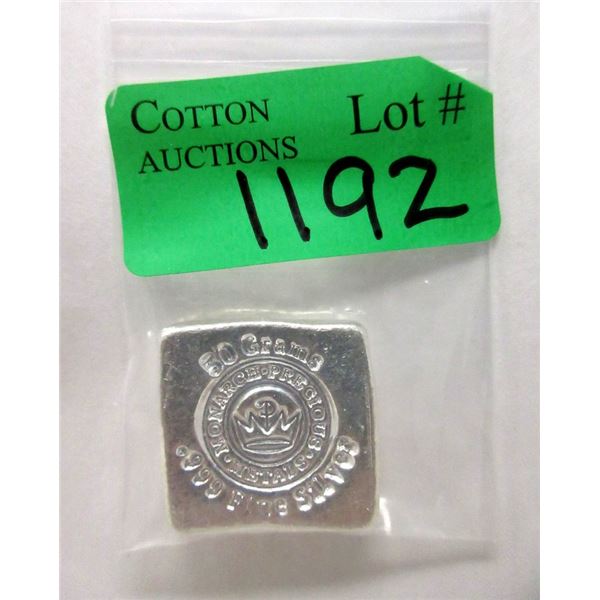 COTTON Lot #
AUCTIONS
1192
50 Grams
MONARCH · PRECIOUS · METALS ·
.999 Fine Silver